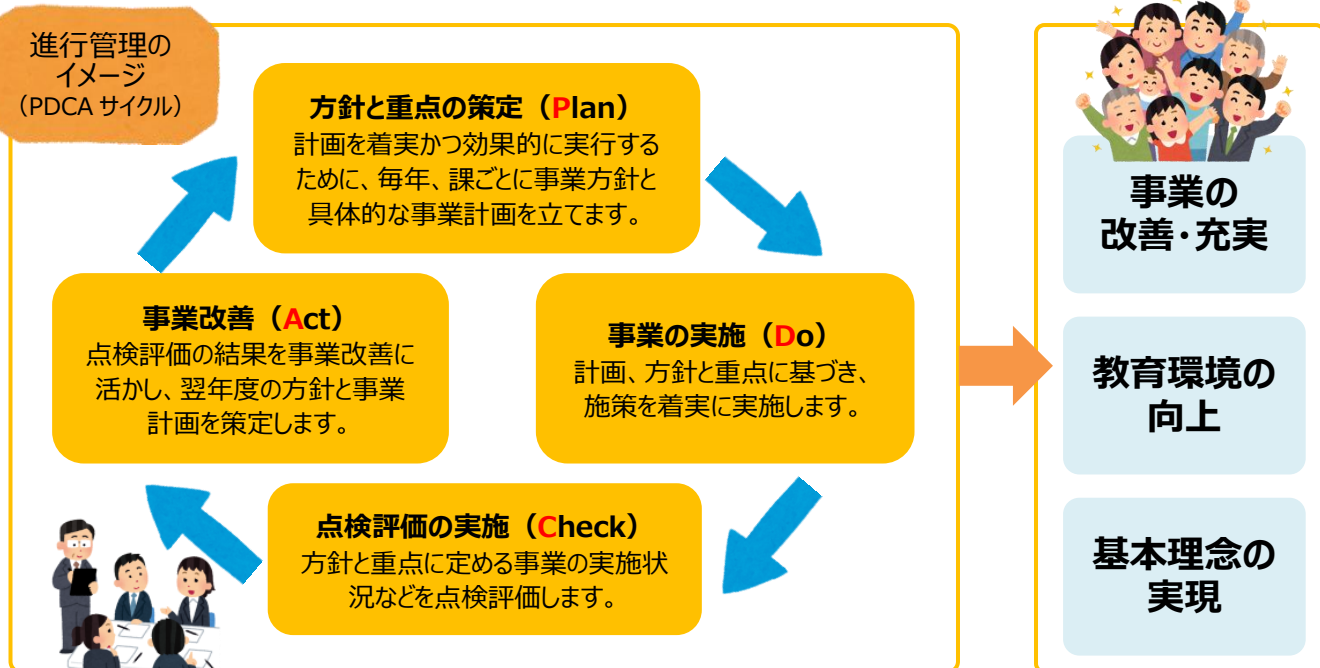 進行管理の
イメージ
（PDCA サイクル）
方針と重点の策定（Plan）
計画を着実かつ効果的に実行する
ために、毎年、課ごとに事業方針と
具体的な事業計画を立てます。
事業の実施（Do）
計画、方針と重点に基づき、
施策を着実に実施します。
点検評価の実施（Check）
方針と重点に定める事業の実施状
況などを点検評価します。
事業改善（Act）
点検評価の結果を事業改善に
活かし、翌年度の方針と事業
計画を策定します。
事業の
改善・充実
教育環境の
向上
基本理念の
実現